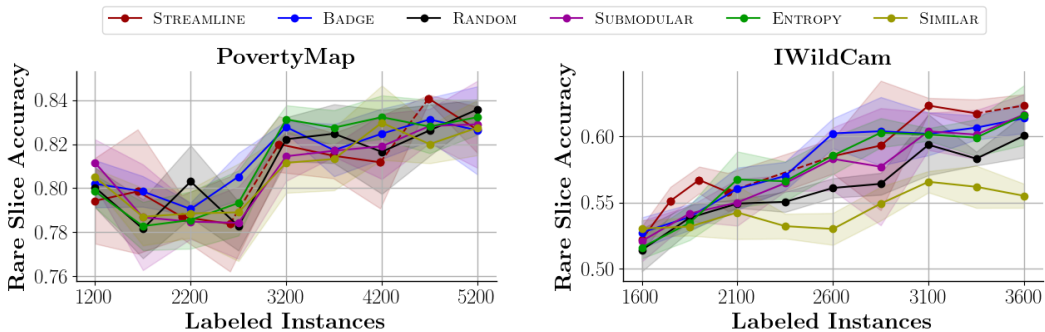 STREAMLINE BADGE RANDOM SUBMODULAR ENTROPY SIMILAR
PovertyMap
Rare Slice Accuracy
0.84
0.82
0.80
0.78
0.76
1200 2200 3200 4200 5200
Labeled Instances
IWildCam
Rare Slice Accuracy
0.60
0.55
0.50
1600 2100 2600 3100 3600
Labeled Instances